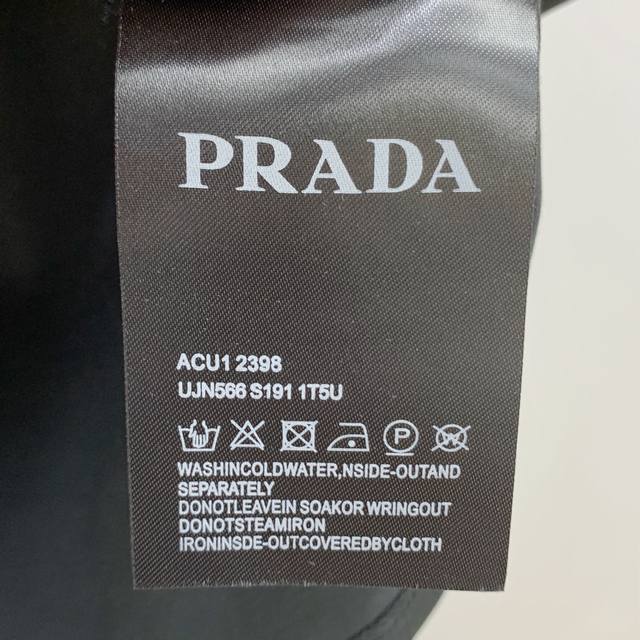 PRADA
ACU1 2398
UJN566 S191 1T5U
P
W
WASHINCOLDWATER,NSIDE-OUTAND
SEPARATELY
DONOTLEAVEIN SOAKOR WRINGOUT
DONOTSTEAMIRON
IRONINSDE-OUTCOVEREDBYCLOTH